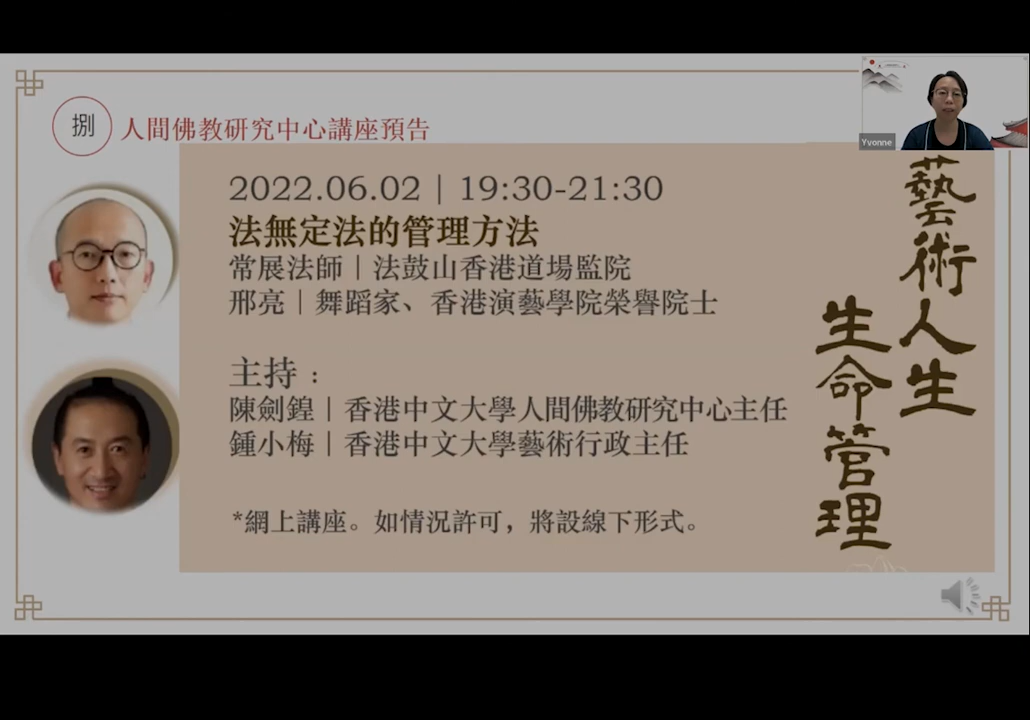 捌
人間佛教研究中心講座預告
Yvonne
2022.06.02 | 19:30-21:30
法無定法的管理方法
常展法師 | 法鼓山香港道場監院
邢亮 | 舞蹈家、香港演藝學院榮譽院士
主持：
陳劍鍠 | 香港中文大學人間佛教研究中心主任
鍾小梅 | 香港中文大學藝術行政主任
*網上講座。如情況許可，將設線下形式。
藝術人生
生命管理